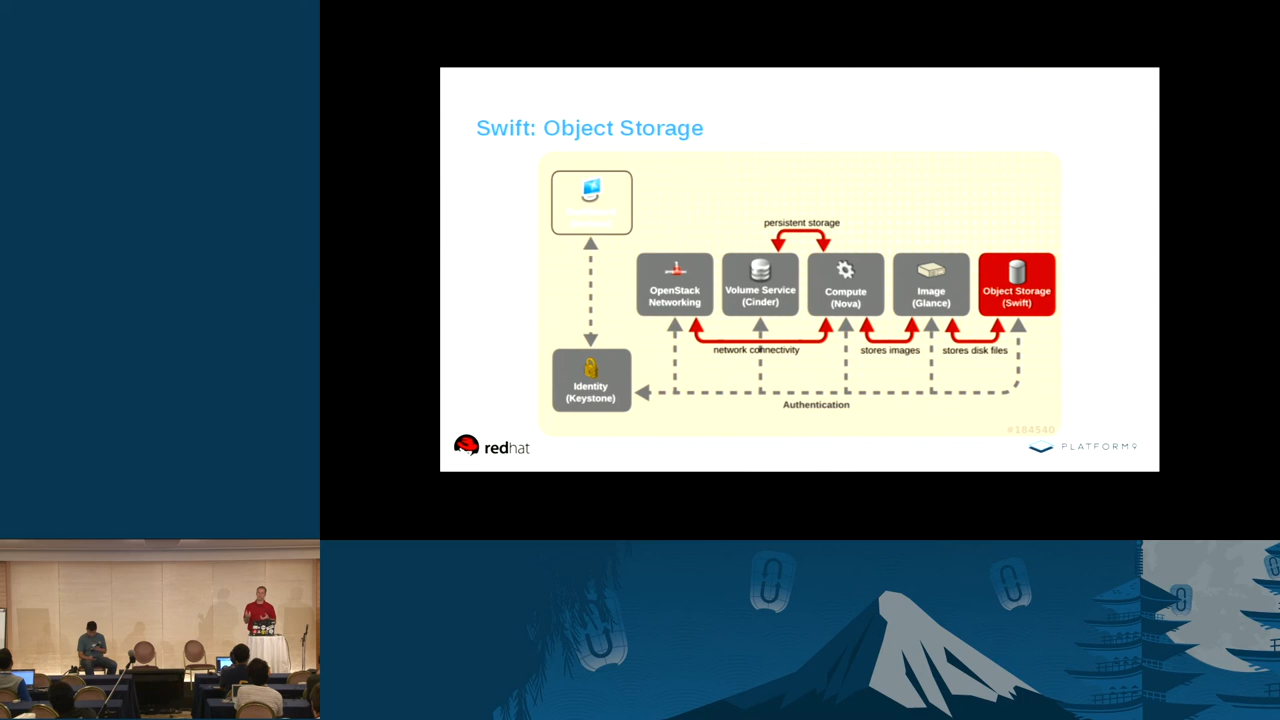 Swift: Object Storage
persistent storage
OpenStack
Networking
Volume Service
(Cinder)
Compute
(Nova)
Image
(Glance)
Object Storage
(Swift)
network connectivity
stores images
stores disk files
Identity
(Keystone)
Authentication
#184540
redhat
PLATFORM9